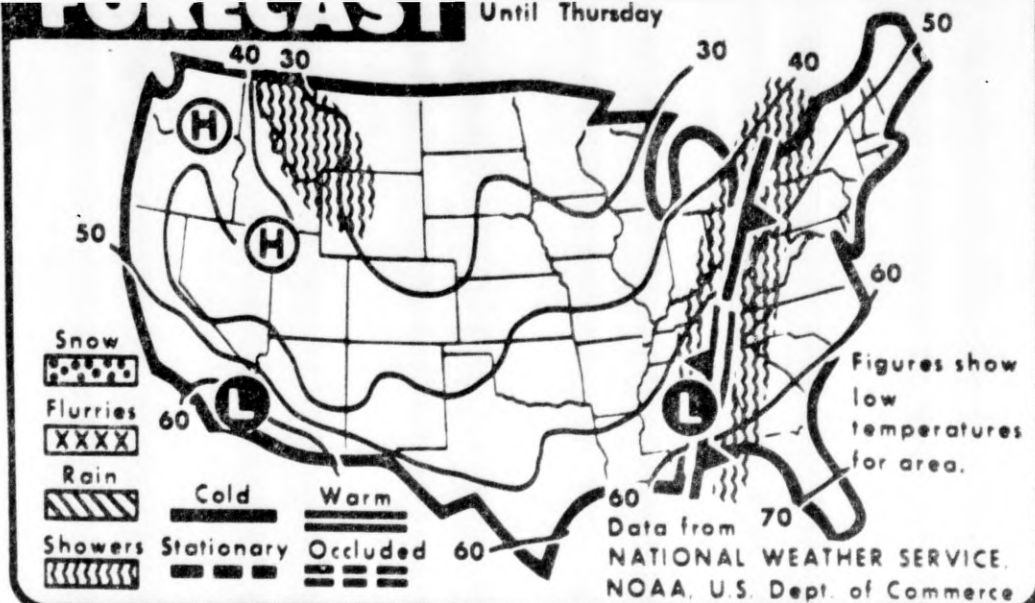 FORECAST
Until Thursday
40 30
30
40
50
H
H
50
60
Snow
Flurries
Rain
Showers
60
L
L
Cold
Warm
Stationary
Occluded
60
60
70
Figures show
low
temperatures
for area.
Data from
NATIONAL WEATHER SERVICE,
NOAA, U.S. Dept. of Commerce